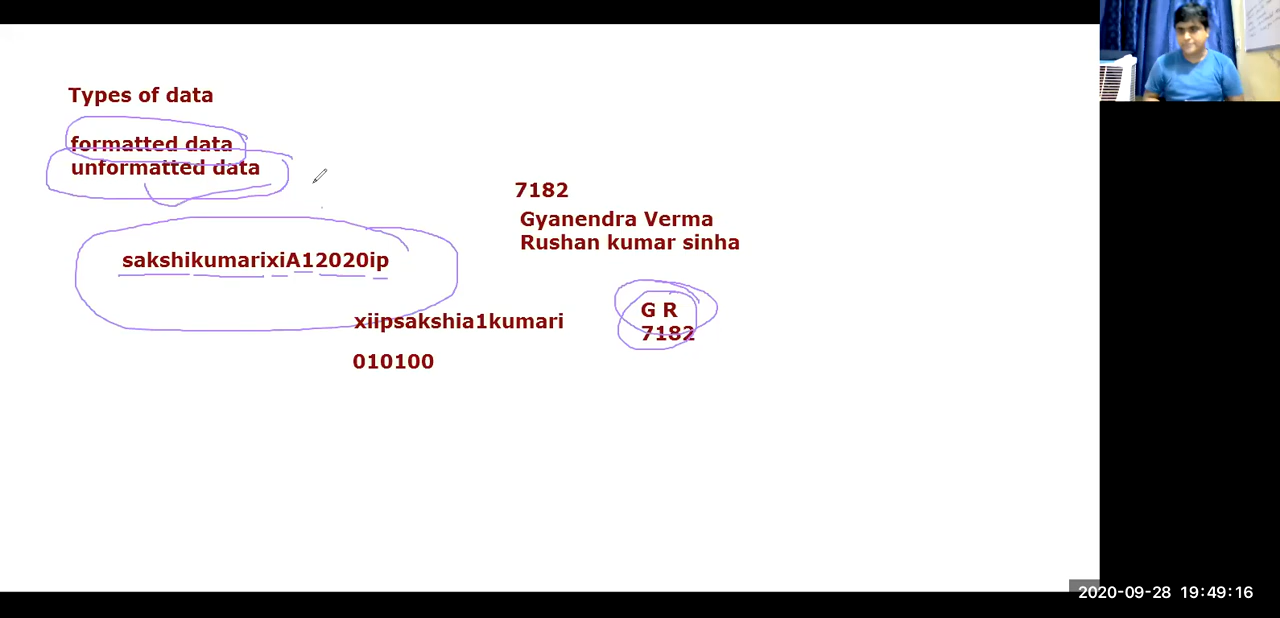 Types of data
formatted data
unformatted data
7182
Gyanendra Verma
Rushan kumar sinha
sakshikumarixiA12020ip
G R
7182
xiipsakshia1kumari
010100
2020-09-28 19:49:16